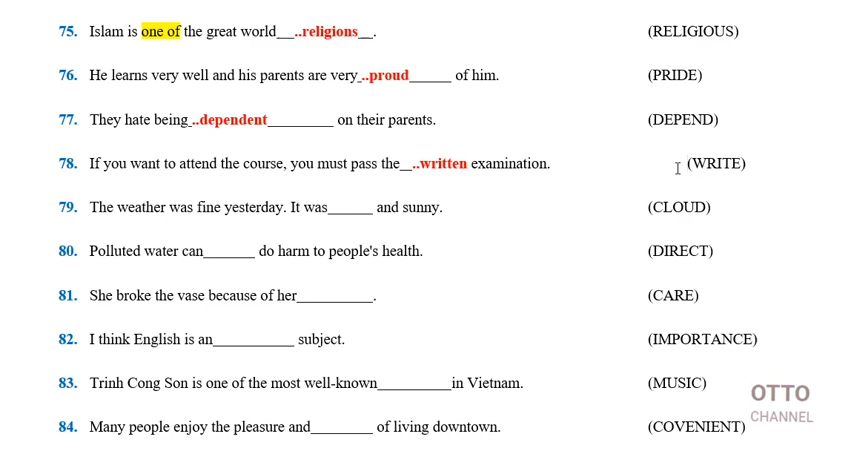 75. Islam is one of the great world__..religions__. (RELIGIOUS)
76. He learns very well and his parents are very_..proud______ of him. (PRIDE)
77. They hate being_..dependent_________ on their parents. (DEPEND)
78. If you want to attend the course, you must pass the_..written examination. (WRITE)
79. The weather was fine yesterday. It was______ and sunny. (CLOUD)
80. Polluted water can_______ do harm to people's health. (DIRECT)
81. She broke the vase because of her__________. (CARE)
82. I think English is an___________ subject. (IMPORTANCE)
83. Trinh Cong Son is one of the most well-known__________in Vietnam. (MUSIC)
84. Many people enjoy the pleasure and________ of living downtown. (COVENIENT)
OTTO
CHANNEL